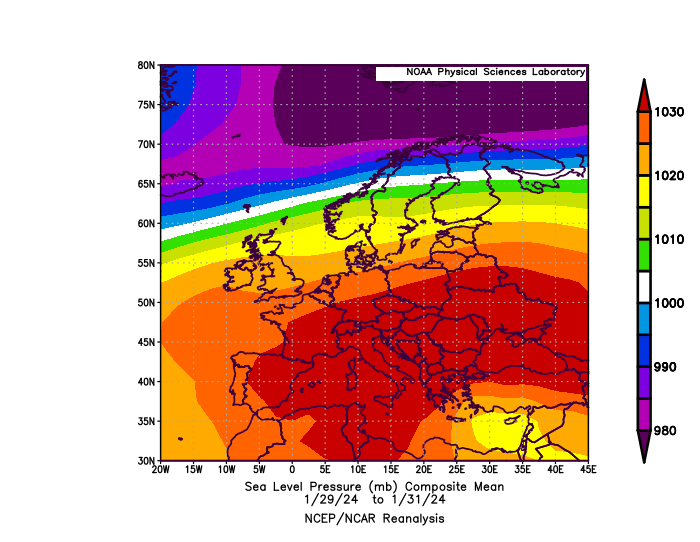 NOAA Physical Sciences Laboratory
80N
75N
70N
65N
60N
55N
50N
45N
40N
35N
30N
20W 15W 10W 5W 0 5E 10E 15E 20E 25E 30E 35E 40E 45E
1030
1020
1010
1000
990
980
Sea Level Pressure (mb) Composite Mean
1/29/24 to 1/31/24
NCEP/NCAR Reanalysis